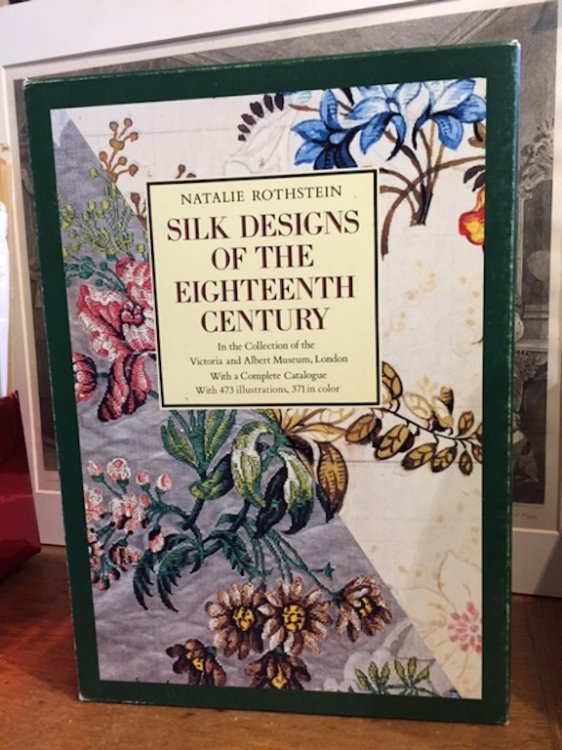 NATALIE ROTHSTEIN
SILK DESIGNS
OF THE
EIGHTEENTH
CENTURY
In the Collection of the
Victoria and Albert Museum, London
With a Complete Catalogue
With 473 illustrations, 371 in color